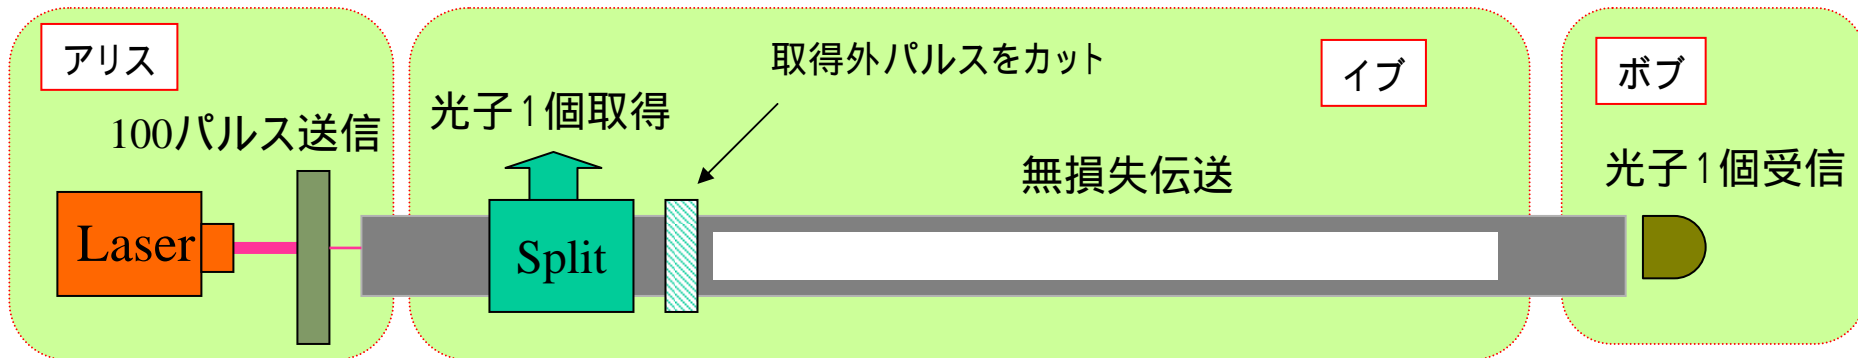 アリス
100パルス送信
Laser
光子1個取得
Split
取得外パルスをカット
イブ
無損失伝送
ボブ
光子1個受信